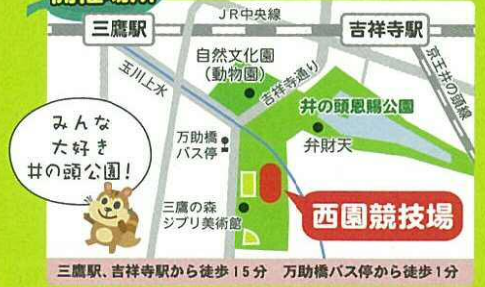 開催場所
JR中央線
三鷹駅
吉祥寺駅
自然文化園
（動物園）
玉川上水
吉祥寺通り
京王井の頭線
井の頭恩賜公園
みんな
大好き
井の頭公園！
万助橋
バス停
弁財天
三鷹の森
ジブリ美術館
西園競技場
三鷹駅、吉祥寺駅から徒歩15分　万助橋バス停から徒歩1分